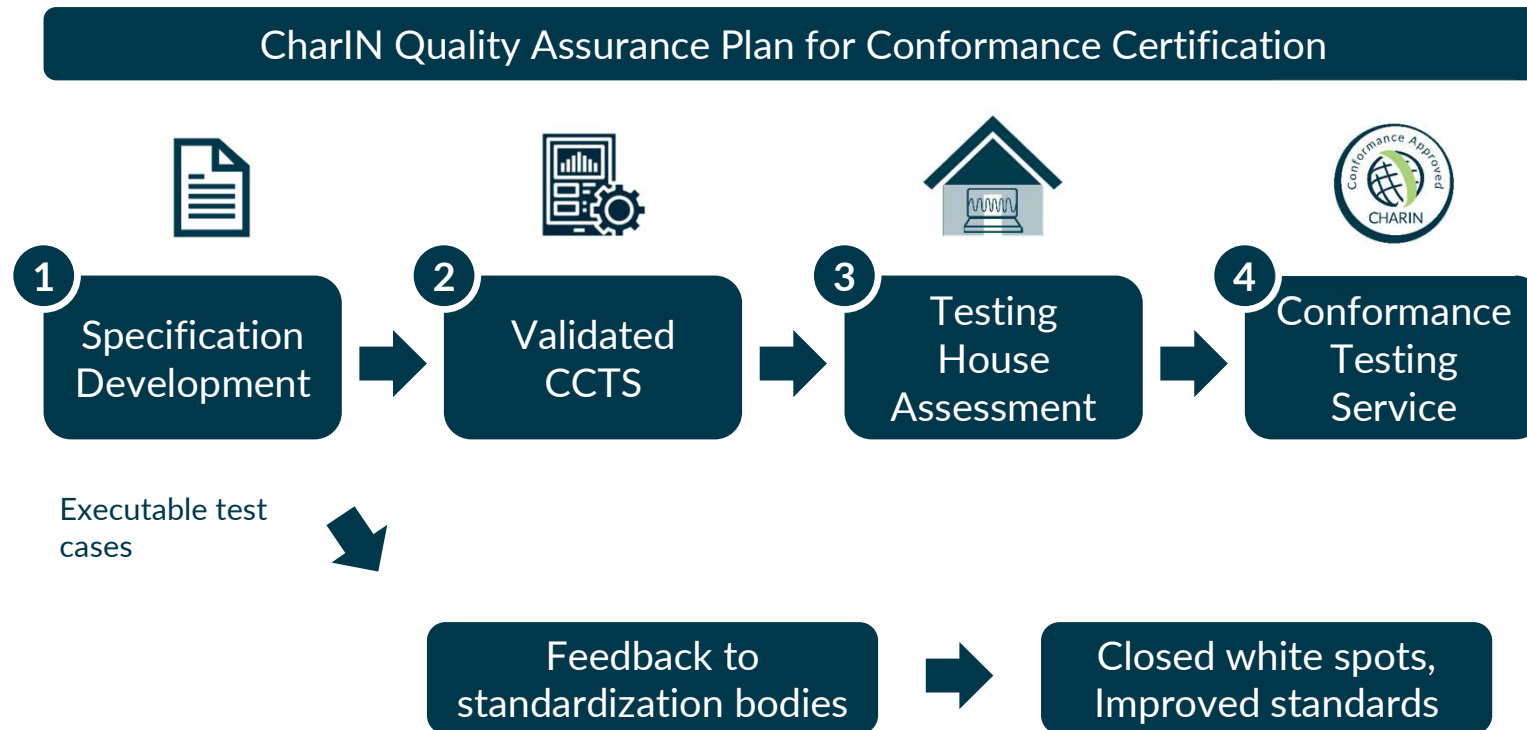 CharIN Quality Assurance Plan for Conformance Certification
Conformance Approved
CHARIN
1
Specification
Development
2
Validated
CCTS
3
Testing
House
Assessment
4
Conformance
Testing
Service
Executable test
cases
Feedback to
standardization bodies
Closed white spots,
Improved standards